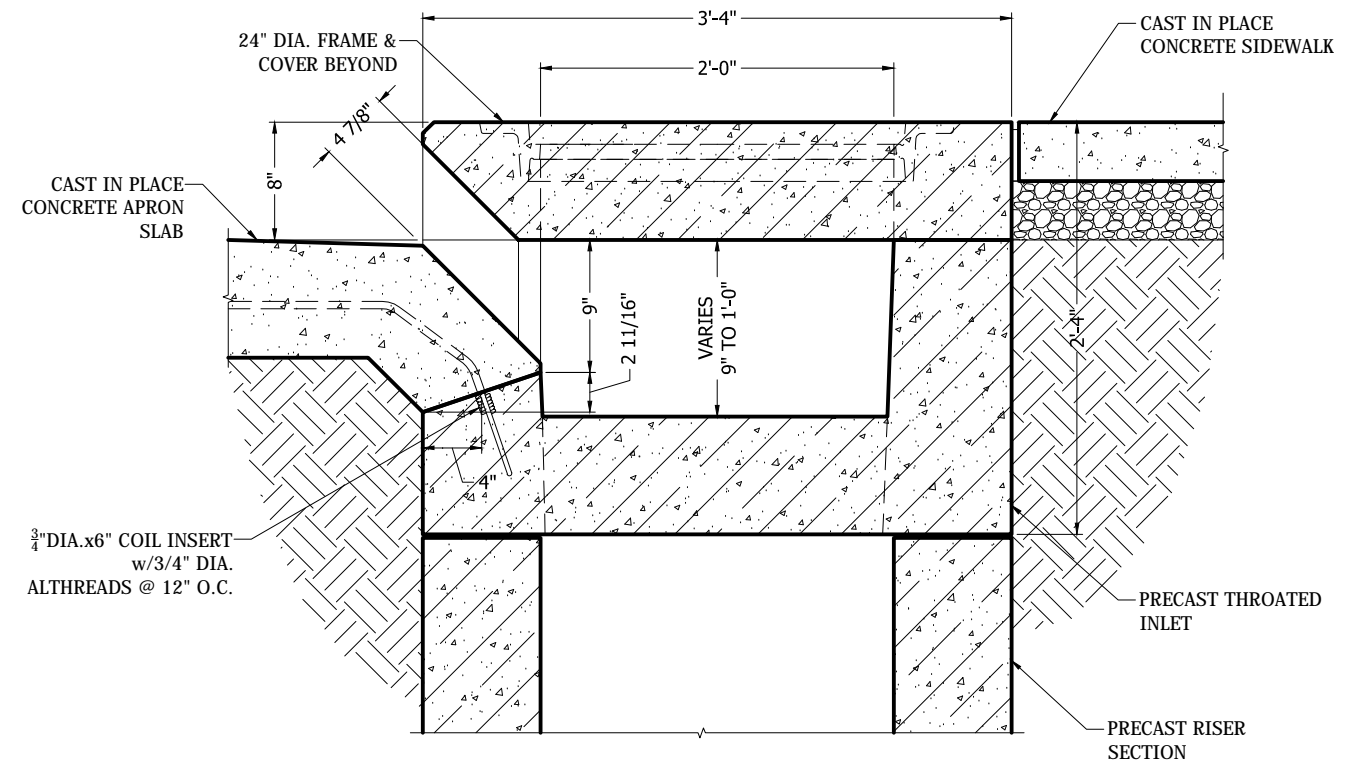 3'-4"
CAST IN PLACE
CONCRETE SIDEWALK
24" DIA. FRAME &
COVER BEYOND
2'-0"
4 7/8"
8"
CAST IN PLACE
CONCRETE APRON
SLAB
9"
2 11/16"
VARIES
9" TO 1'-0"
2'-4"
4"
3/4"DIA.x6" COIL INSERT
w/3/4" DIA.
ALTHREADS @ 12" O.C.
PRECAST THROATED
INLET
PRECAST RISER
SECTION